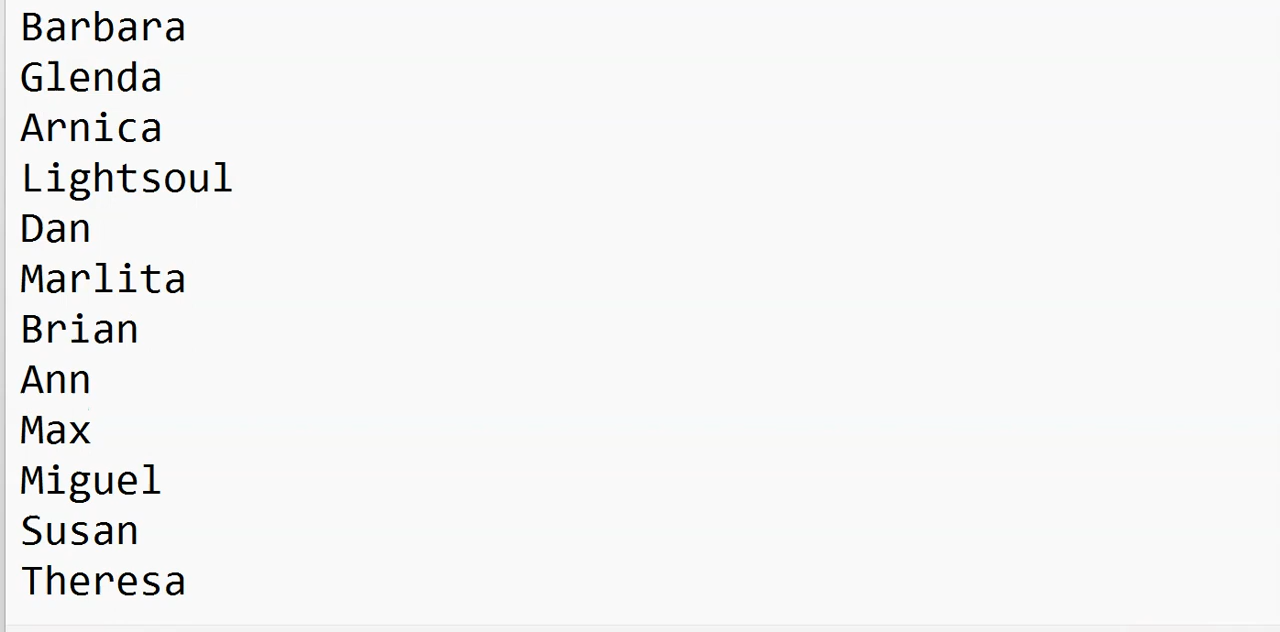 Barbara
Glenda
Arnica
Lightsoul
Dan
Marlita
Brian
Ann
Max
Miguel
Susan
Theresa